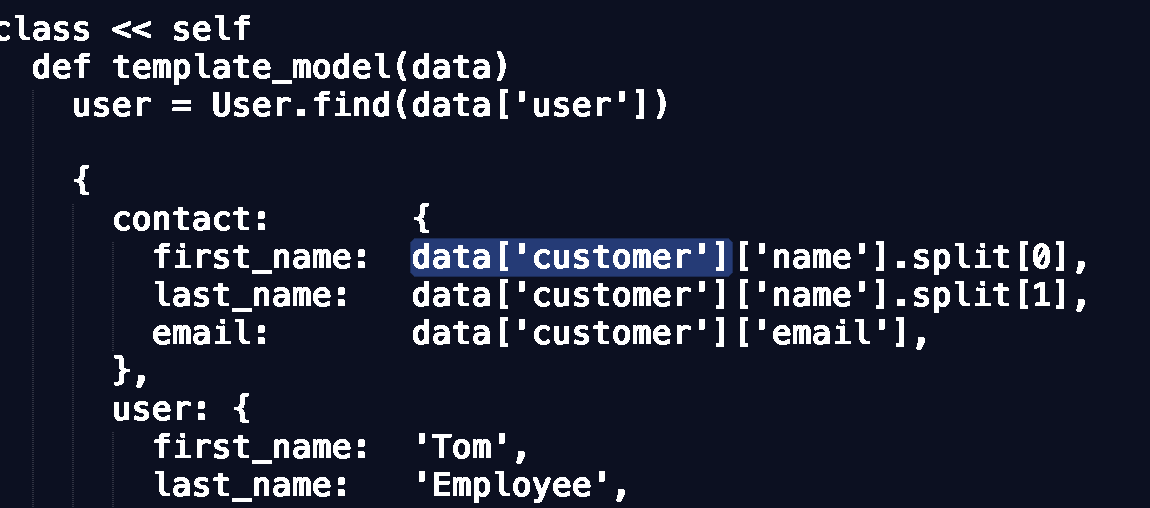 class << self
def template_model(data)
user = User.find(data['user'])
{
contact: {
first_name: data['customer']['name'].split[0],
last_name: data['customer']['name'].split[1],
email: data['customer']['email'],
},
user: {
first_name: 'Tom',
last_name: 'Employee',